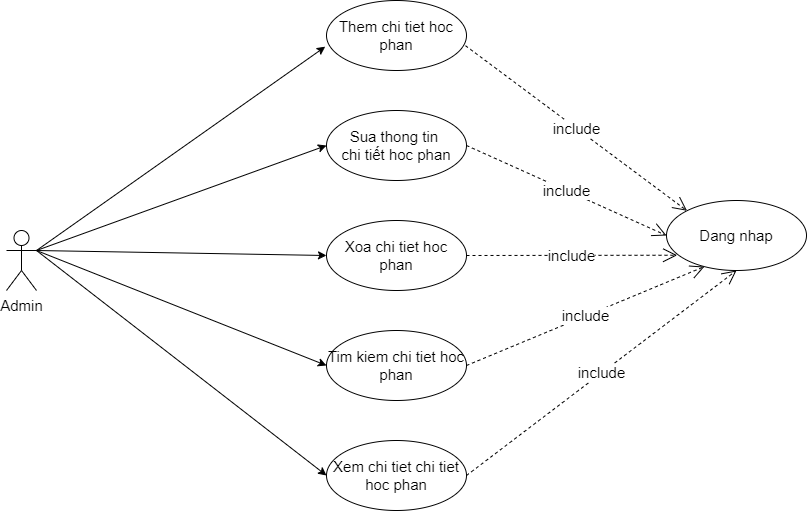 Them chi tiet hoc
phan
include
Sua thong tin
chi tiết hoc phan
include
Dang nhap
Xoa chi tiet hoc
phan
include
Admin
include
Tim kiem chi tiet hoc
phan
include
Xem chi tiet chi tiet
hoc phan